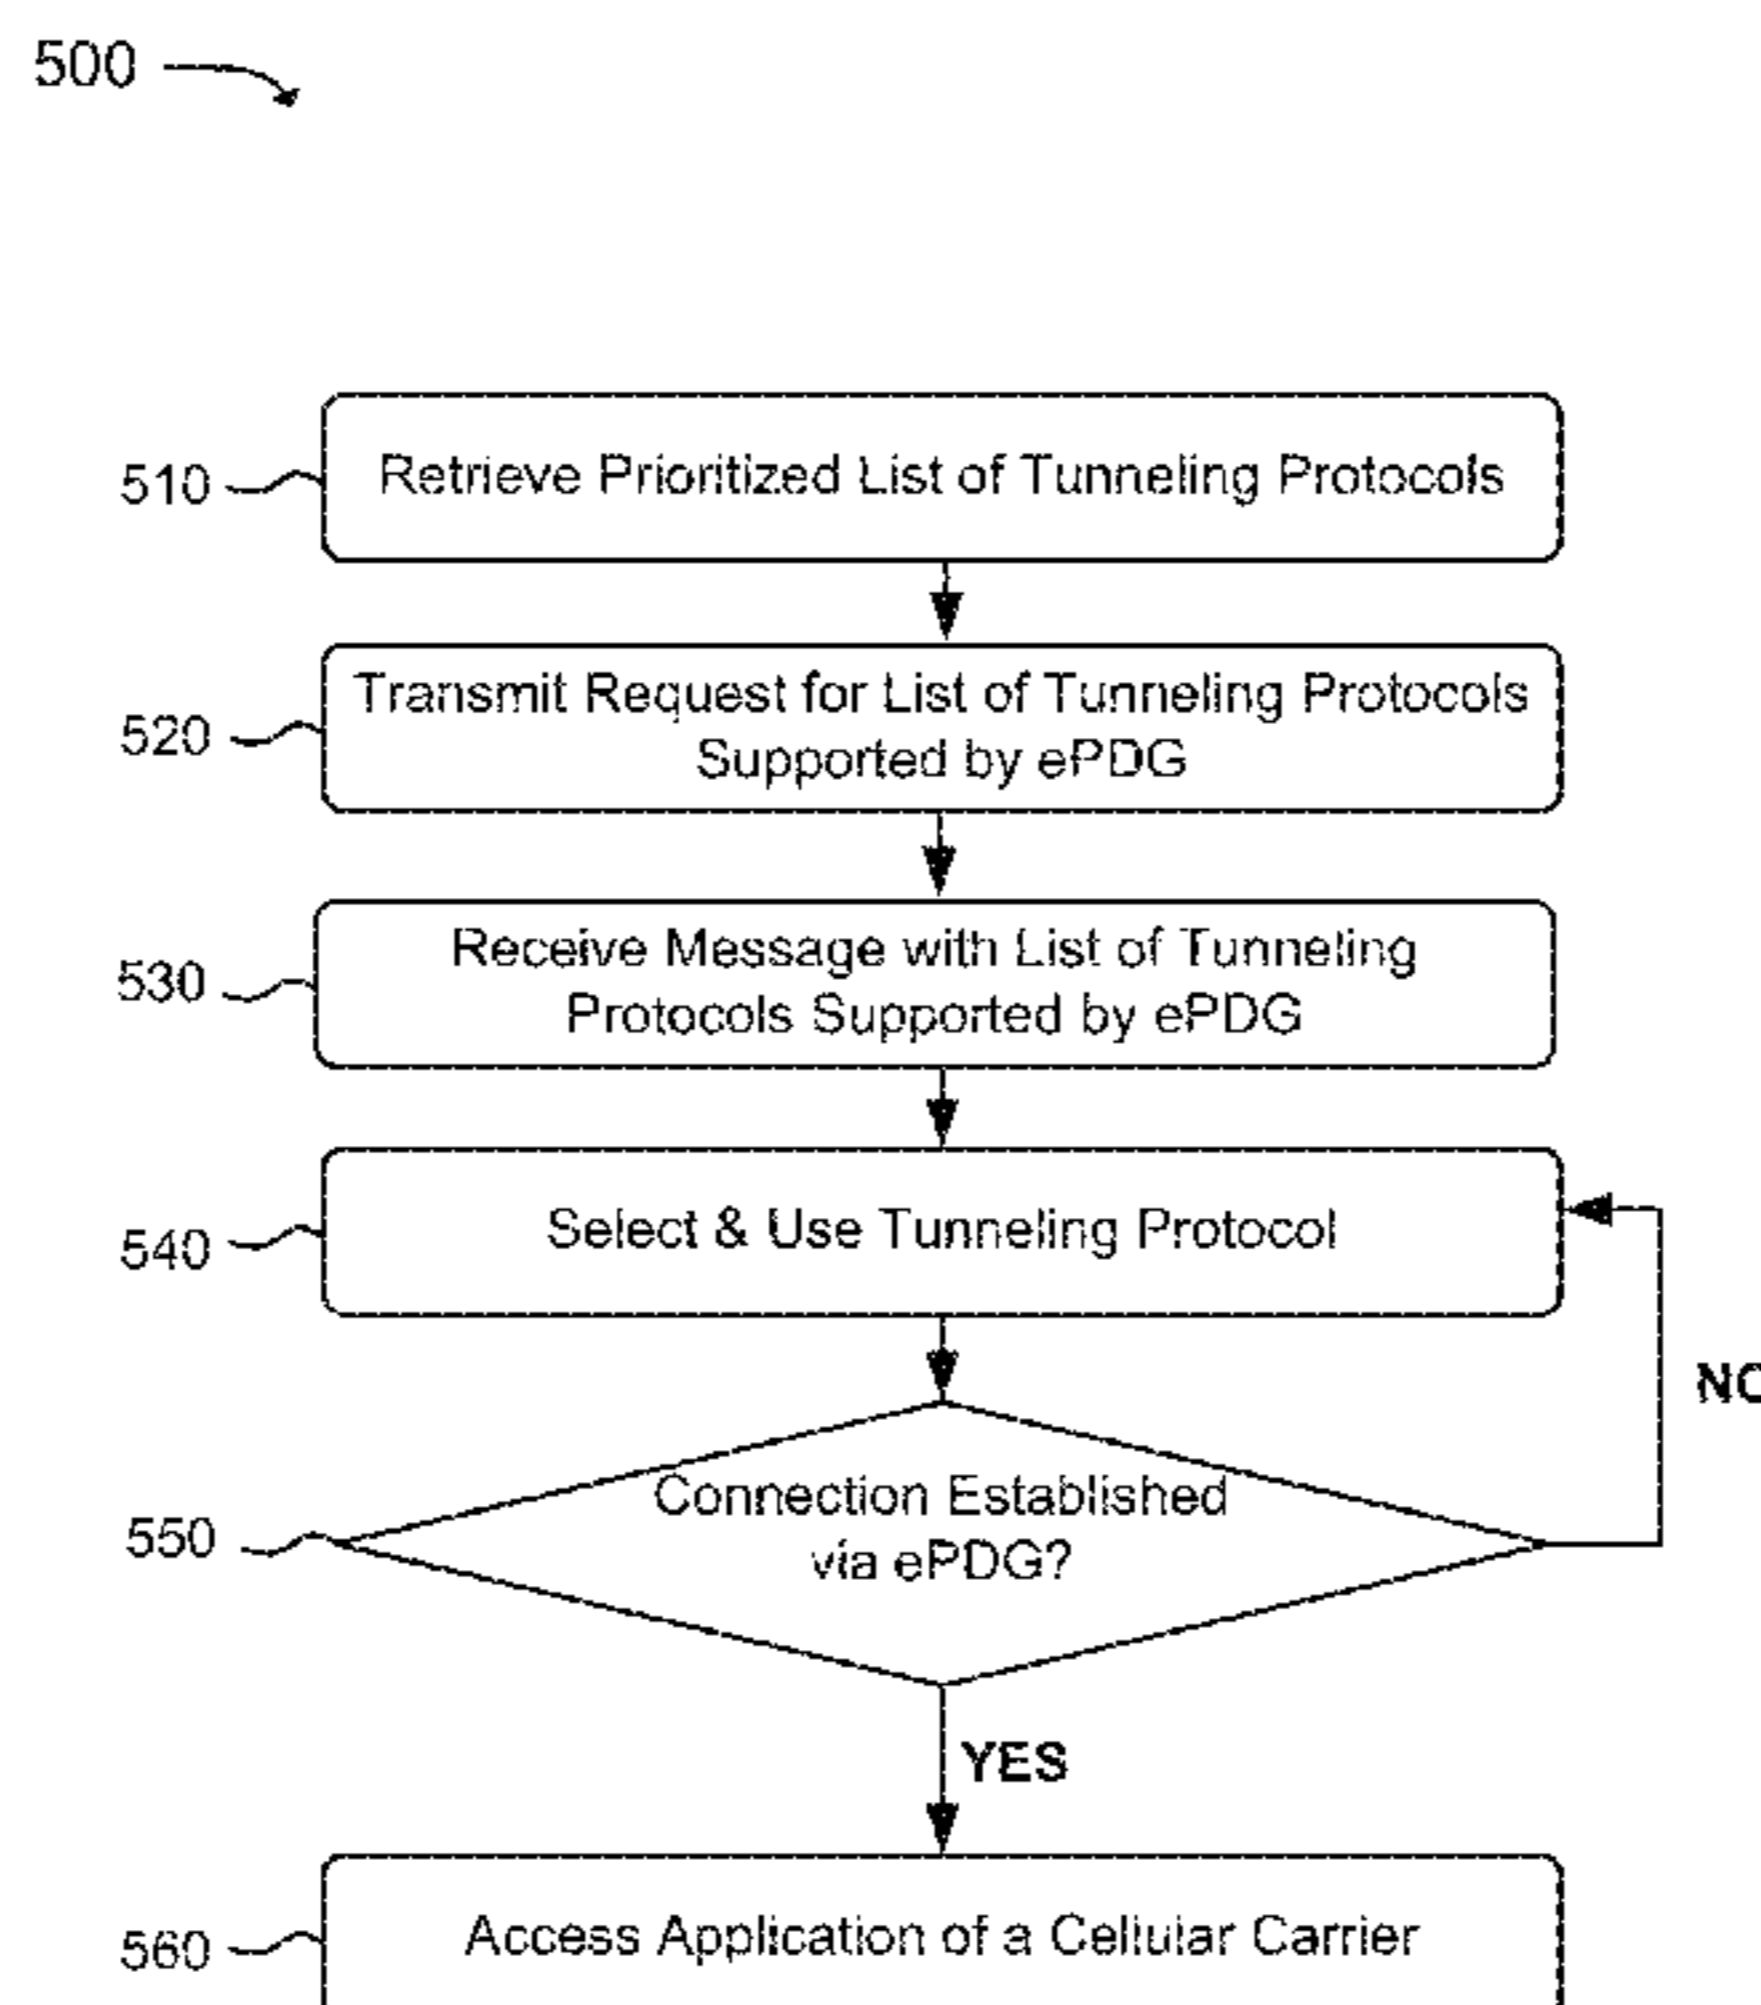 500
510
Retrieve Prioritized List of Tunneling Protocols
520
Transmit Request for List of Tunneling Protocols
Supported by ePDG
530
Receive Message with List of Tunneling
Protocols Supported by ePDG
540
Select & Use Tunneling Protocol
NO
550
Connection Established
via ePDG?
YES
560
Access Application of a Cellular Carrier